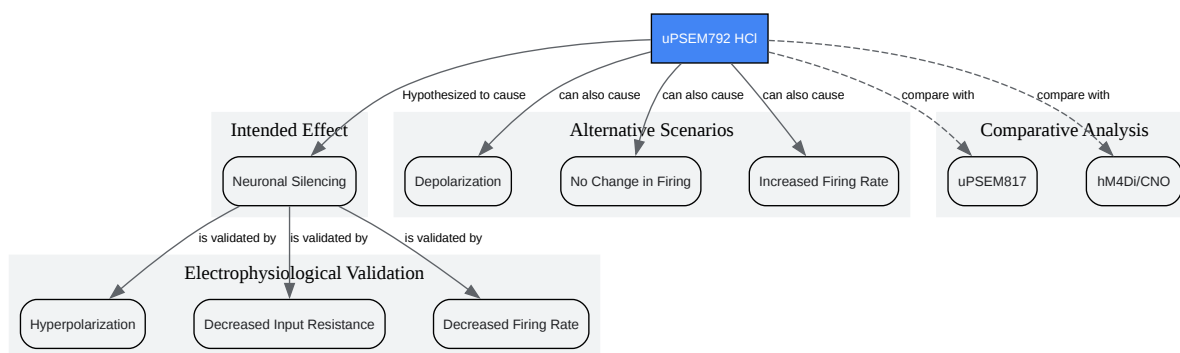 uPSEM792 HCl
Hypothesized to cause
can also cause
can also cause
can also cause
compare with
compare with
Intended Effect
Alternative Scenarios
Comparative Analysis
Neuronal Silencing
Depolarization
No Change in Firing
Increased Firing Rate
uPSEM817
hM4Di/CNO
is validated by
is validated by
is validated by
Electrophysiological Validation
Hyperpolarization
Decreased Input Resistance
Decreased Firing Rate